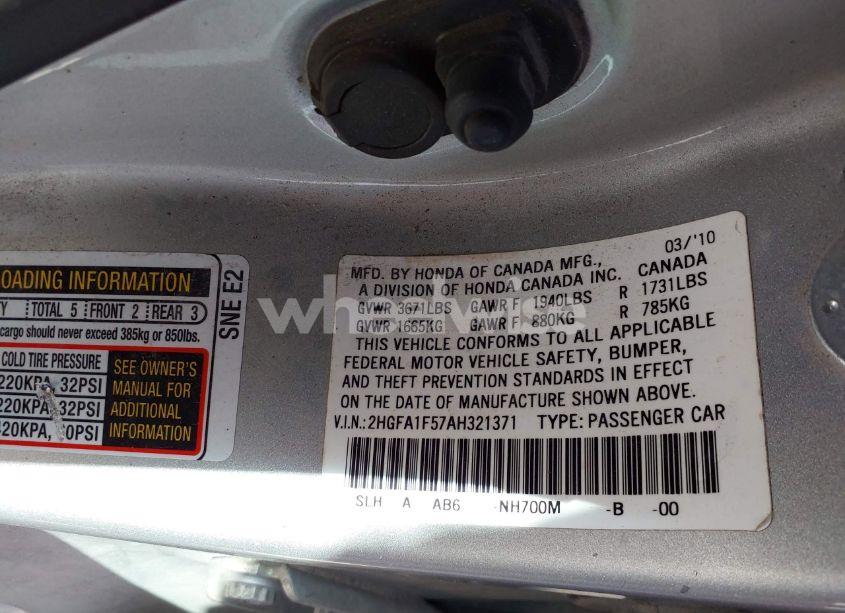 OADING INFORMATION
TY TOTAL 5 FRONT 2 REAR 3
cargo should never exceed 385kg or 850lbs.
COLD TIRE PRESSURE
220KPA, 32PSI
220KPA, 32PSI
420KPA, 60PSI
SEE OWNER'S
MANUAL FOR
ADDITIONAL
INFORMATION
SNE E2
03/'10
MFD. BY HONDA OF CANADA MFG.,
A DIVISION OF HONDA CANADA INC. CANADA
GVWR 3671LBS GAWR F 1940LBS R 1731LBS
GVWR 1665KG GAWR F 880KG R 785KG
THIS VEHICLE CONFORMS TO ALL APPLICABLE
FEDERAL MOTOR VEHICLE SAFETY, BUMPER,
AND THEFT PREVENTION STANDARDS IN EFFECT
ON THE DATE OF MANUFACTURE SHOWN ABOVE.
V.I.N.: 2HGFA1F57AH321371 TYPE: PASSENGER CAR
SLH A AB6 -NH700M -B -00